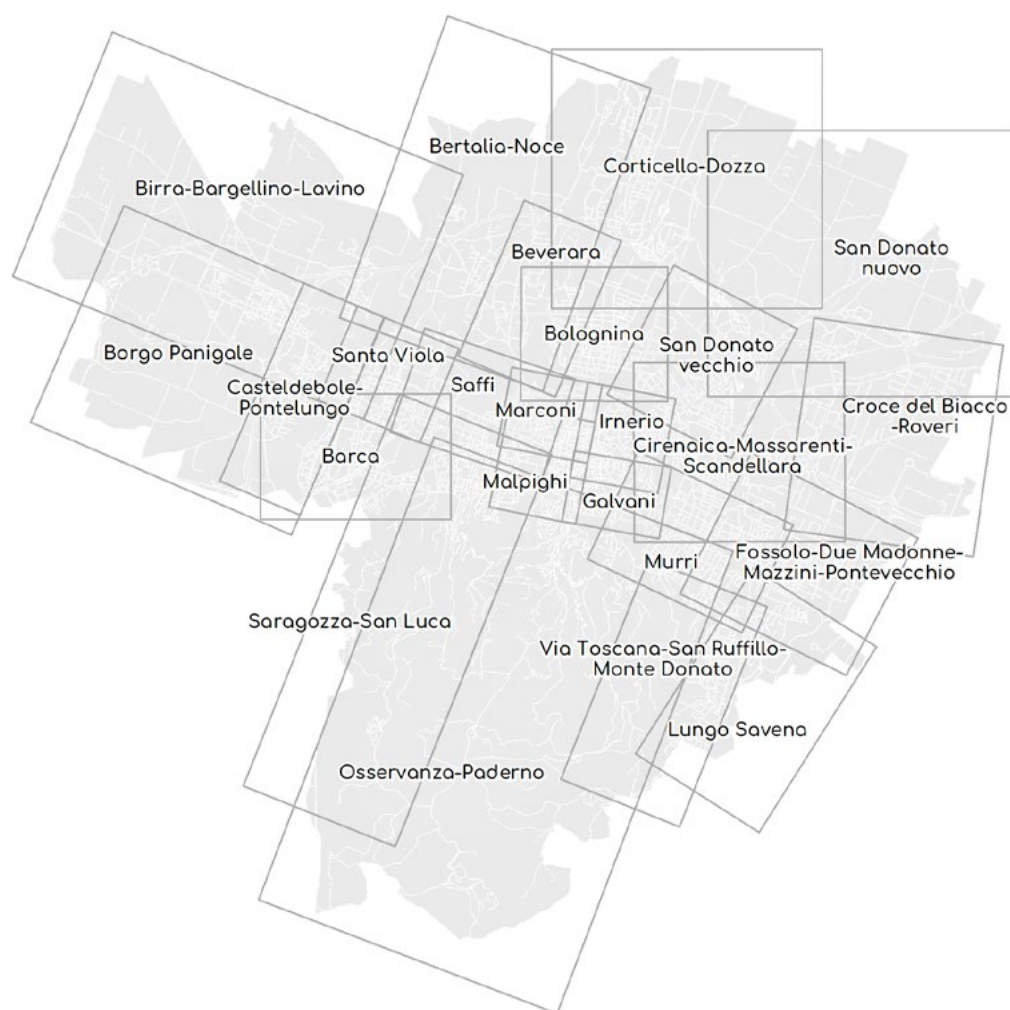 Bertalia-Noce
Corticella-Dozza
Birra-Bargellino-Lavino
Beverara
San Donato
nuovo
Bolognina
San Donato
vecchio
Borgo Panigale
Santa Viola
Saffi
Casteldebole-
Pontelungo
Marconi
Irnerio
Croce del Biacco
-Roveri
Cirenaica-Massarenti-
Scandellara
Barca
Malpighi
Galvani
Murri
Fossolo-Due Madonne-
Mazzini-Pontevecchio
Saragozza-San Luca
Via Toscana-San Ruffillo-
Monte Donato
Lungo Savena
Osservanza-Paderno